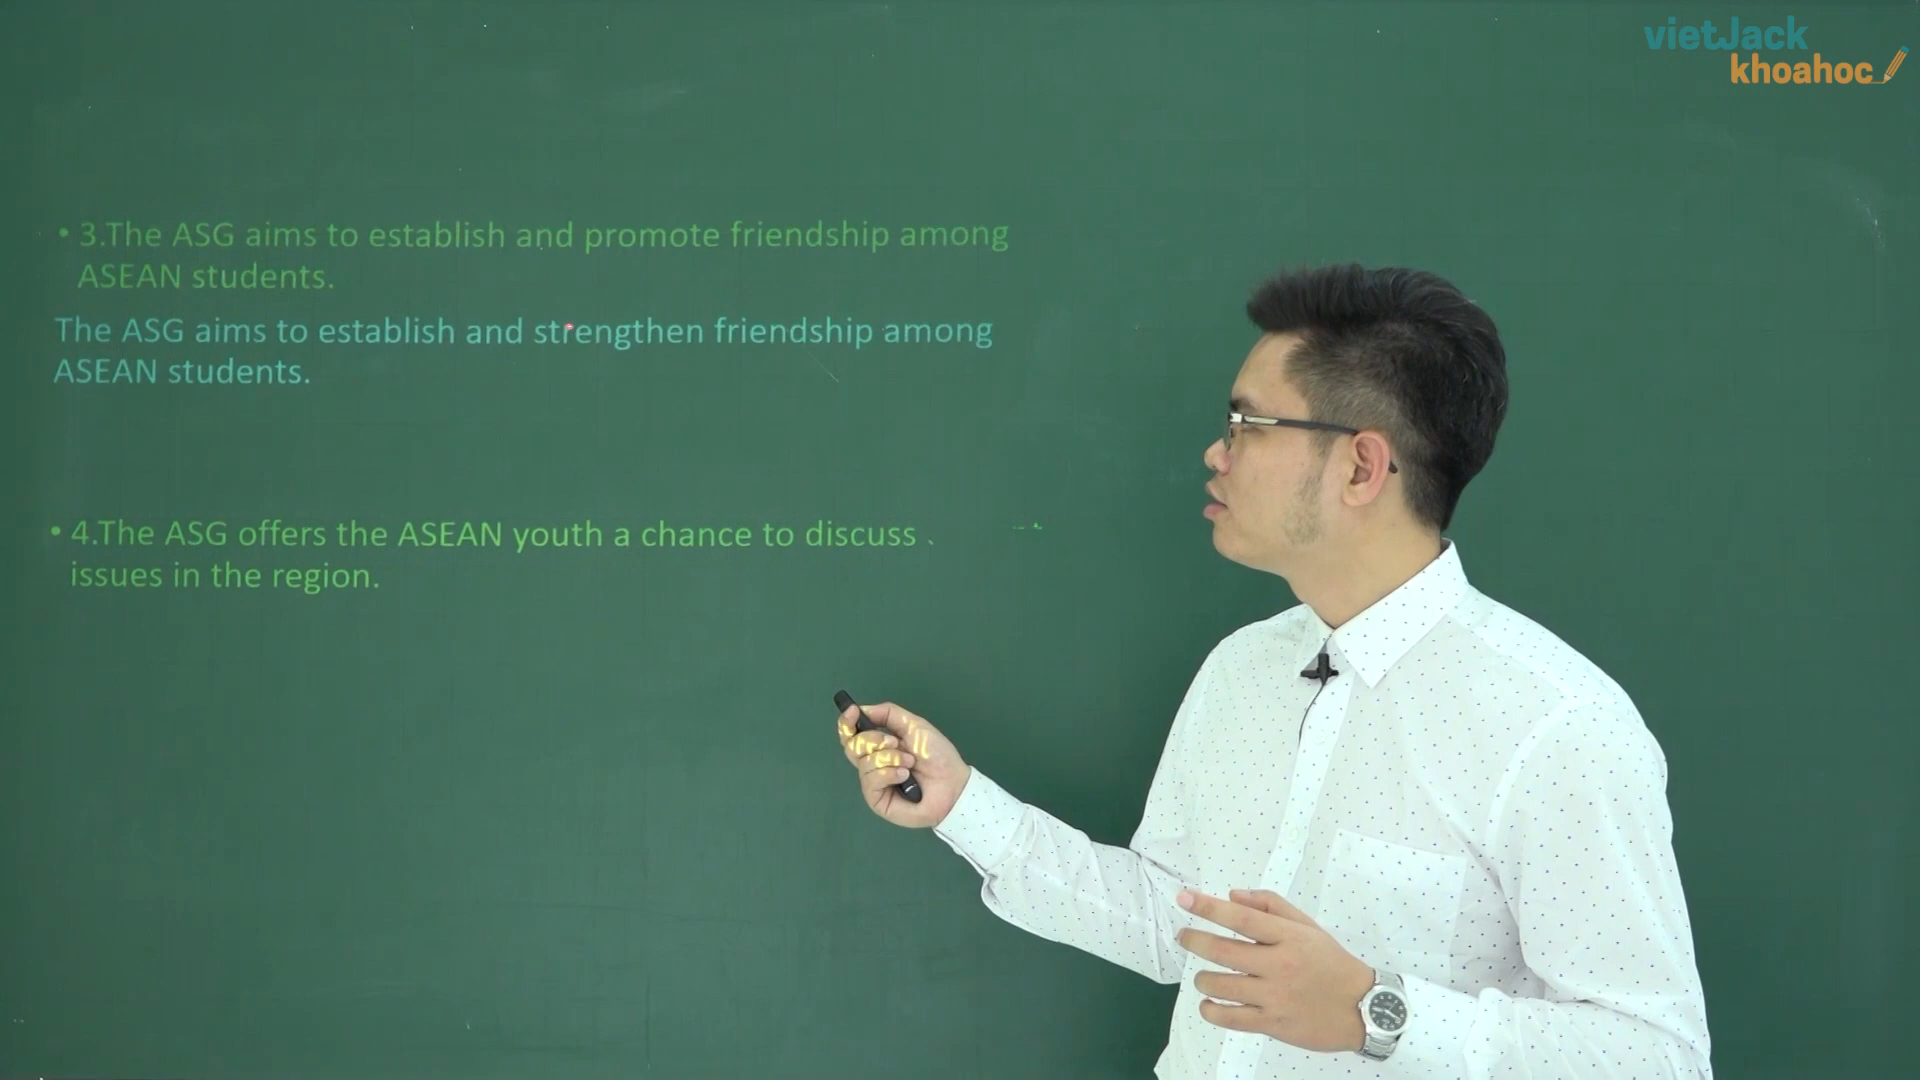 vietJack
khoahoc
• 3.The ASG aims to establish and promote friendship among
ASEAN students.
The ASG aims to establish and strengthen friendship among
ASEAN students.
• 4.The ASG offers the ASEAN youth a chance to discuss
issues in the region.